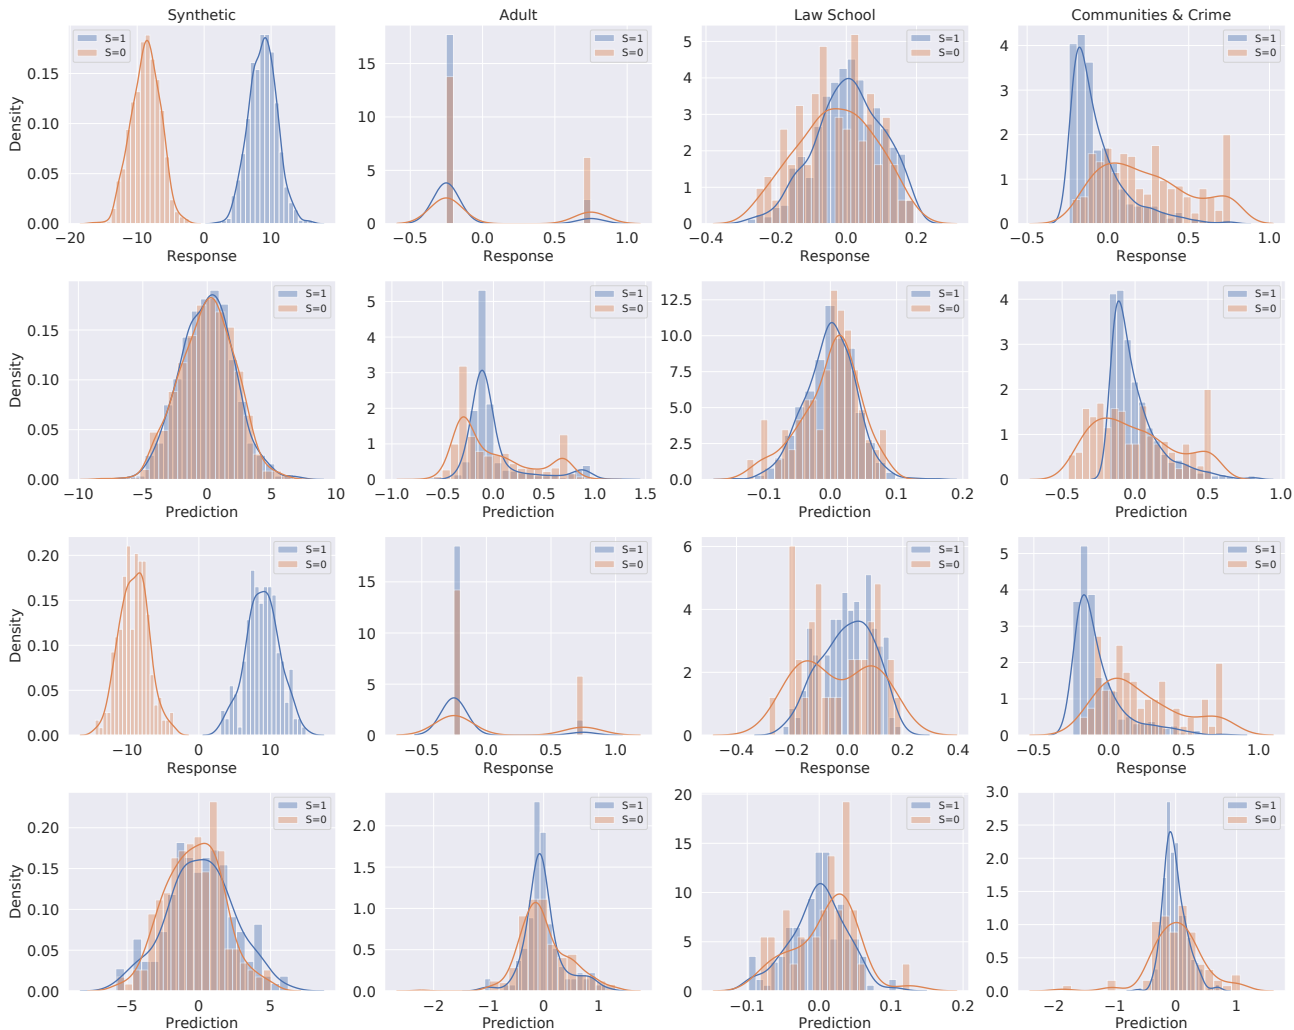 Synthetic
Adult
Law School
Communities & Crime
S=1
S=0
0.15
0.10
0.05
0.00
Density
−20 −10 0 10
Response
S=1
S=0
15
10
5
0
−0.5 0.0 0.5 1.0
Response
S=1
S=0
5
4
3
2
1
0
−0.4 −0.2 0.0 0.2
Response
S=1
S=0
4
3
2
1
0
−0.5 0.0 0.5 1.0
Response
S=1
S=0
0.15
0.10
0.05
0.00
Density
−10 −5 0 5 10
Prediction
S=1
S=0
5
4
3
2
1
0
−1.0 −0.5 0.0 0.5 1.0 1.5
Prediction
S=1
S=0
12.5
10.0
7.5
5.0
2.5
0.0
−0.1 0.0 0.1 0.2
Prediction
S=1
S=0
4
3
2
1
0
−0.5 0.0 0.5 1.0
Prediction
S=1
S=0
0.20
0.15
0.10
0.05
0.00
Density
−10 0 10
Response
S=1
S=0
15
10
5
0
−0.5 0.0 0.5 1.0
Response
S=1
S=0
6
4
2
0
−0.4 −0.2 0.0 0.2 0.4
Response
S=1
S=0
5
4
3
2
1
0
−0.5 0.0 0.5 1.0
Response
S=1
S=0
0.20
0.15
0.10
0.05
0.00
Density
−5 0 5
Prediction
S=1
S=0
2.0
1.5
1.0
0.5
0.0
−2 −1 0 1
Prediction
S=1
S=0
20
15
10
5
0
−0.1 0.0 0.1 0.2
Prediction
S=1
S=0
3.0
2.5
2.0
1.5
1.0
0.5
0.0
−2 −1 0 1
Prediction